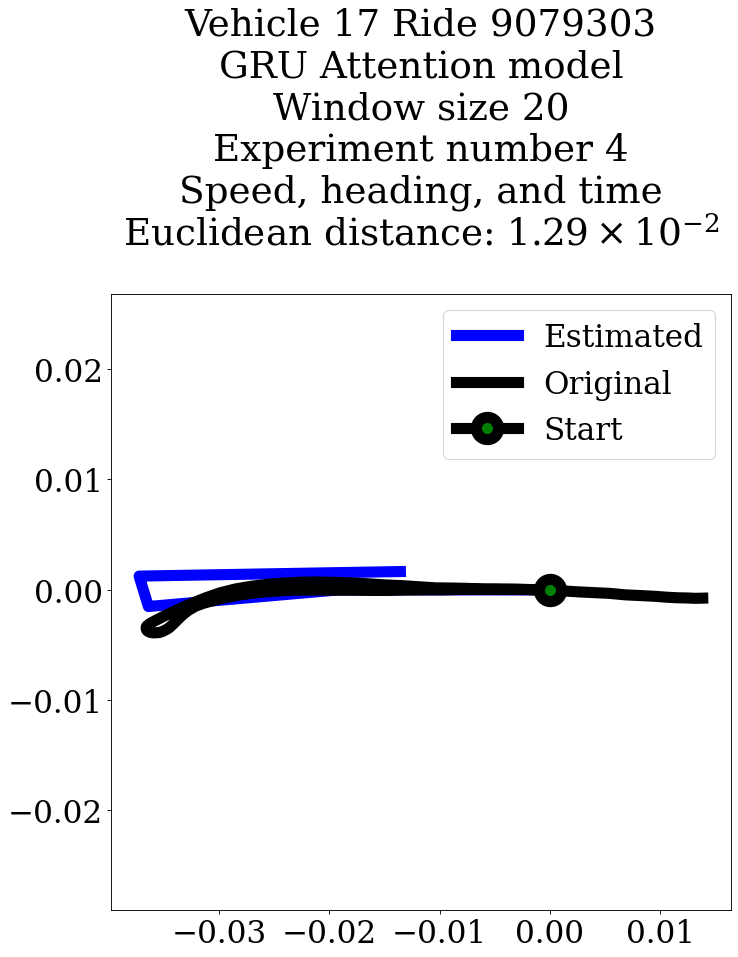 Vehicle 17 Ride 9079303
GRU Attention model
Window size 20
Experiment number 4
Speed, heading, and time
Euclidean distance: 1.29 × 10⁻²
Estimated
Original
Start
0.02
0.01
0.00
−0.01
−0.02
−0.03 −0.02 −0.01 0.00 0.01